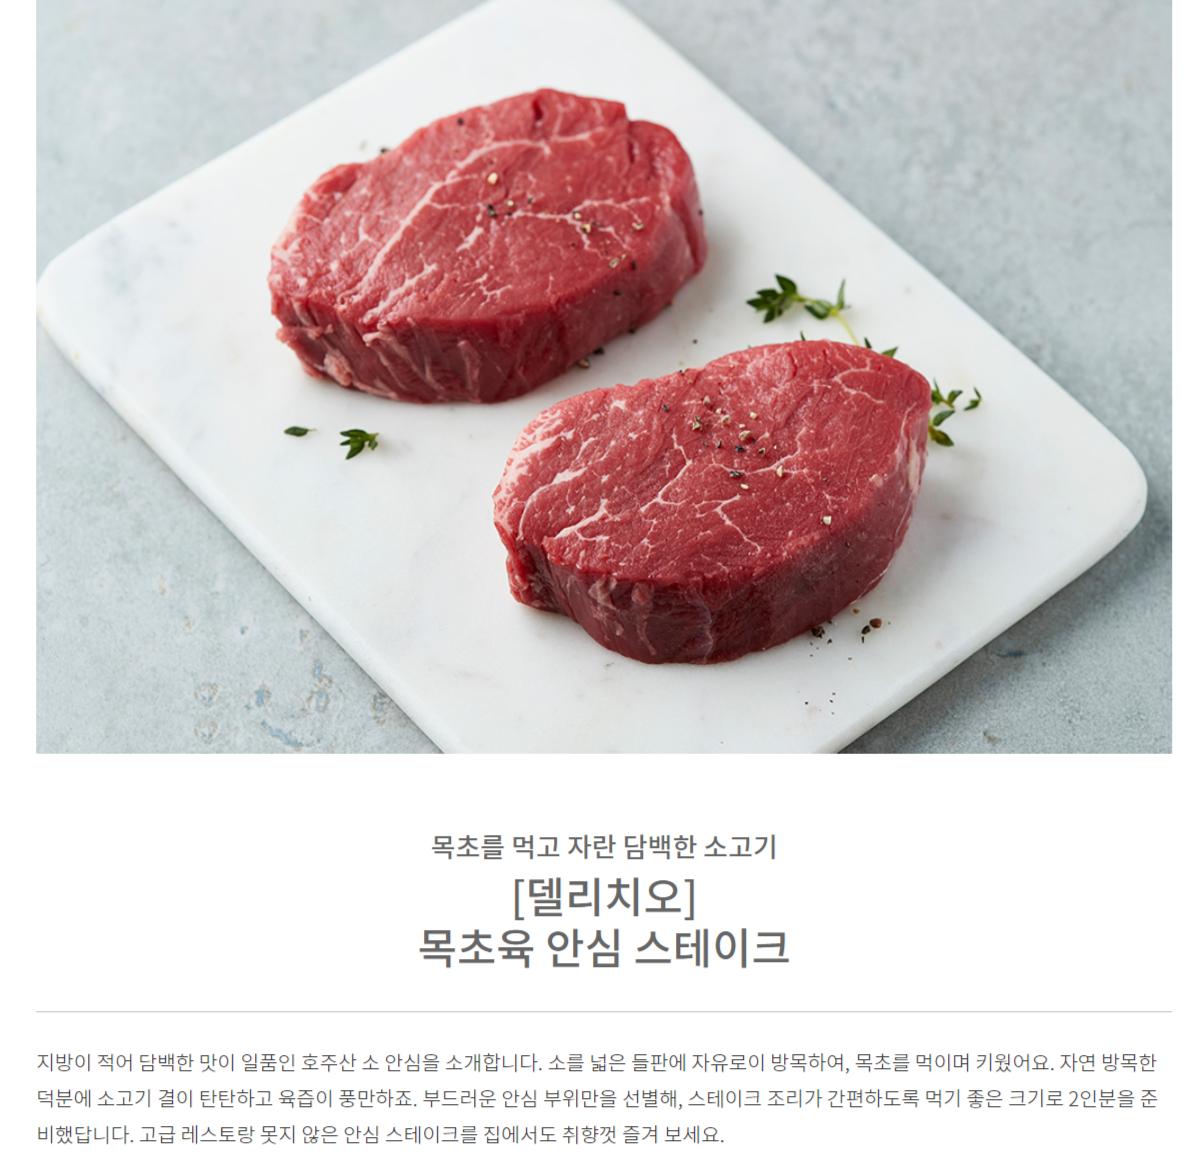 목초를 먹고 자란 담백한 소고기
[델리치오]
목초육 안심 스테이크
지방이 적어 담백한 맛이 일품인 호주산 소 안심을 소개합니다. 소를 넓은 들판에 자유로이 방목하여, 목초를 먹이며 키웠어요. 자연 방목한
덕분에 소고기 결이 탄탄하고 육즙이 풍만하죠. 부드러운 안심 부위만을 선별해, 스테이크 조리가 간편하도록 먹기 좋은 크기로 2인분을 준
비했답니다. 고급 레스토랑 못지 않은 안심 스테이크를 집에서도 취향껏 즐겨 보세요.